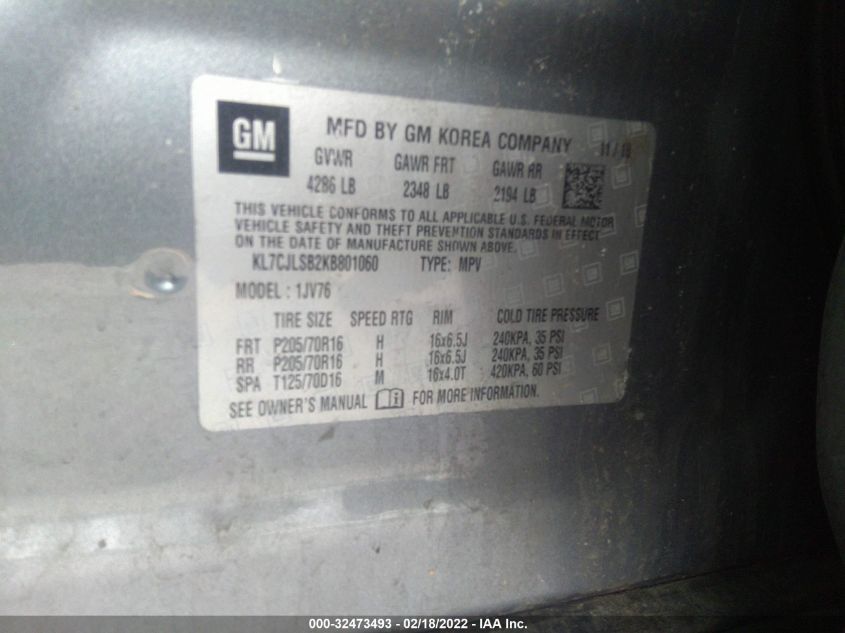 GM MFD BY GM KOREA COMPANY 11/18
GVWR GAWR FRT GAWR RR
4286 LB 2348 LB 2194 LB
THIS VEHICLE CONFORMS TO ALL APPLICABLE U.S. FEDERAL MOTOR
VEHICLE SAFETY AND THEFT PREVENTION STANDARDS IN EFFECT
ON THE DATE OF MANUFACTURE SHOWN ABOVE.
KL7CJLSB2KB801060 TYPE: MPV
MODEL : 1JV76
TIRE SIZE SPEED RTG RIM COLD TIRE PRESSURE
FRT P205/70R16 H 16x6.5J 240KPA, 35 PSI
RR P205/70R16 H 16x6.5J 240KPA, 35 PSI
SPA T125/70D16 M 16x4.0T 420KPA, 60 PSI
SEE OWNER'S MANUAL FOR MORE INFORMATION.
000-32473493 - 02/18/2022 - IAA Inc.